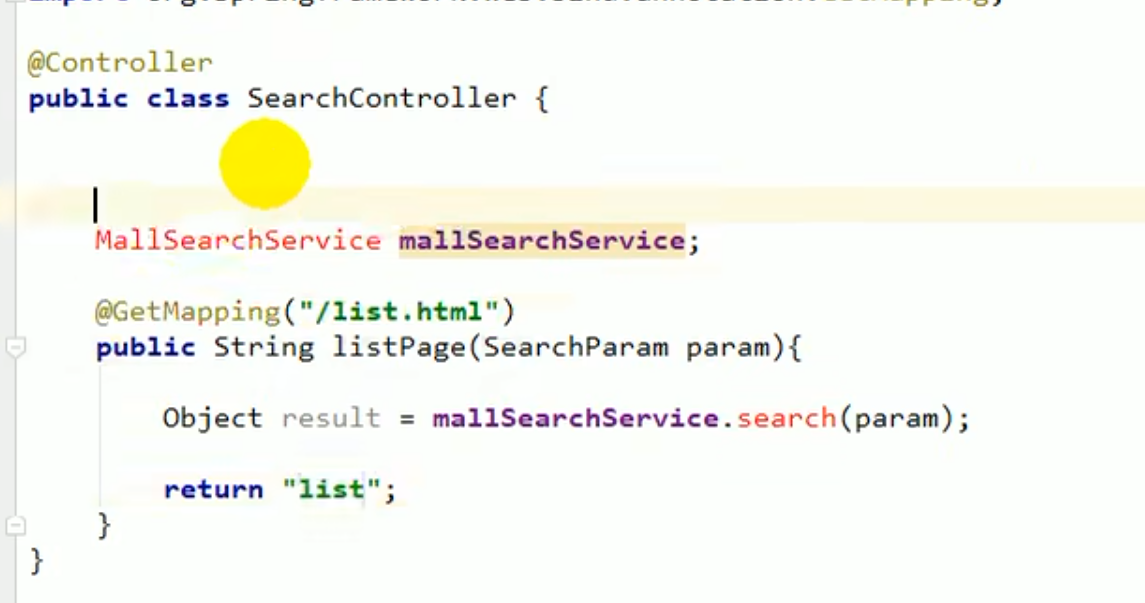 @Controller
public class SearchController {
MallSearchService mallSearchService;
@GetMapping("/list.html")
public String listPage(SearchParam param){
Object result = mallSearchService.search(param);
return "list";
}
}